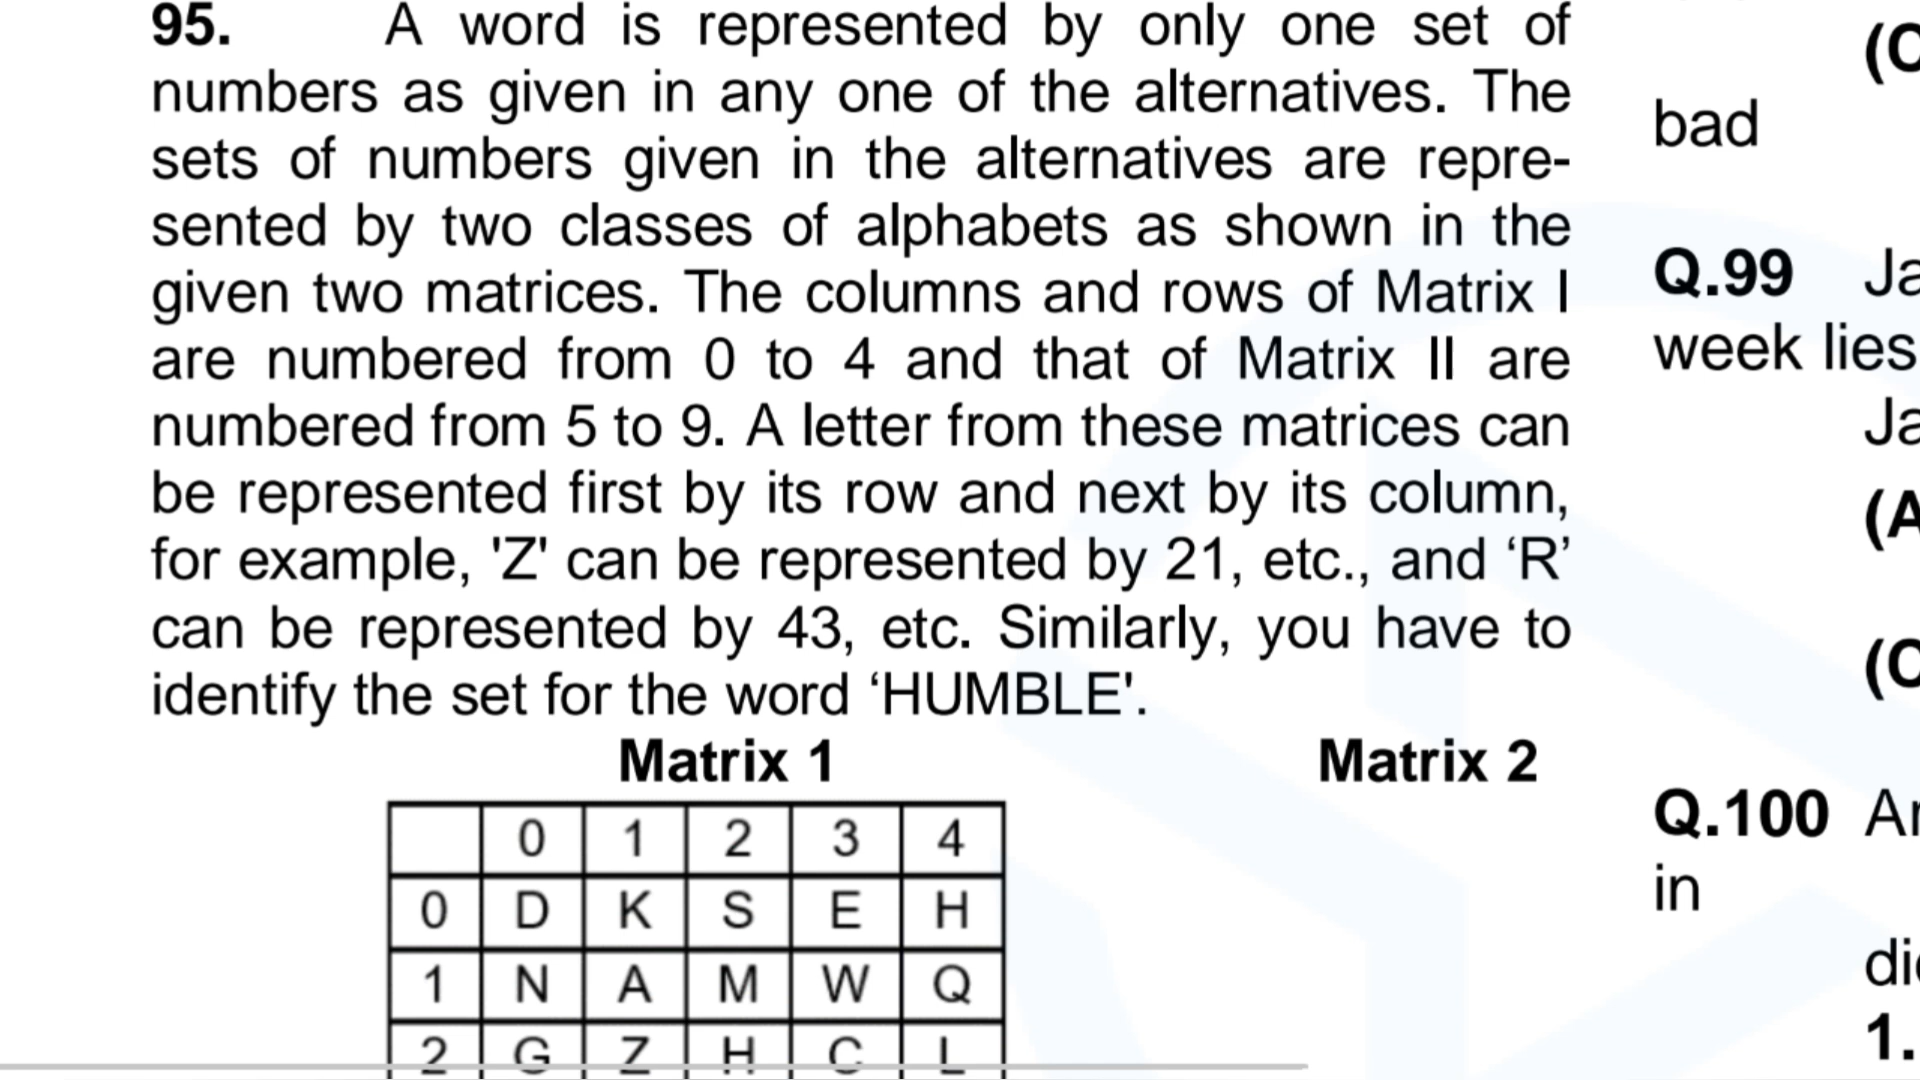 95. A word is represented by only one set of
numbers as given in any one of the alternatives. The
sets of numbers given in the alternatives are repre-
sented by two classes of alphabets as shown in the
given two matrices. The columns and rows of Matrix I
are numbered from 0 to 4 and that of Matrix II are
numbered from 5 to 9. A letter from these matrices can
be represented first by its row and next by its column,
for example, 'Z' can be represented by 21, etc., and ‘R’
can be represented by 43, etc. Similarly, you have to
identify the set for the word ‘HUMBLE'.
Matrix 1 Matrix 2
0 1 2 3 4
0 D K S E H
1 N A M W Q
2 G Z H C L
(C
bad
Q.99 Ja
week lies
Ja
(A
(C
Q.100 Ar
in
did
1.